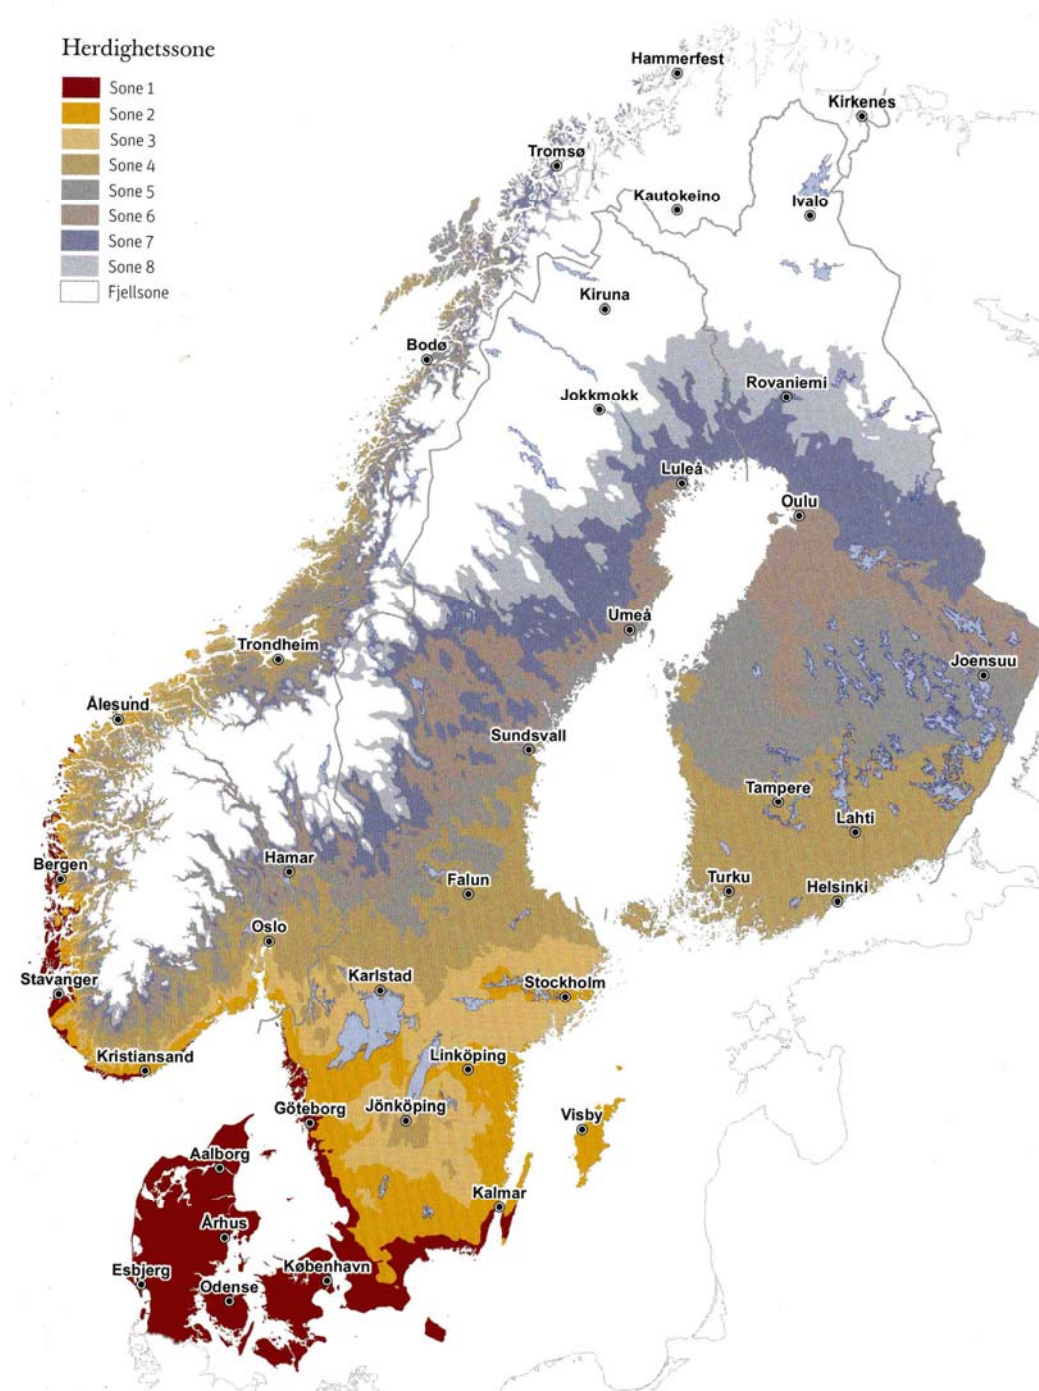 Herdighetssone
Sone 1
Sone 2
Sone 3
Sone 4
Sone 5
Sone 6
Sone 7
Sone 8
Fjellsone
Hammerfest
Kirkenes
Tromsø
Kautokeino
Ivalo
Kiruna
Bodø
Rovaniemi
Jokkmokk
Luleå
Oulu
Umeå
Trondheim
Joensuu
Ålesund
Sundsvall
Tampere
Lahti
Bergen
Hamar
Falun
Turku
Helsinki
Oslo
Stavanger
Karlstad
Stockholm
Kristiansand
Linköping
Göteborg
Jönköping
Visby
Aalborg
Kalmar
Århus
Esbjerg
København
Odense